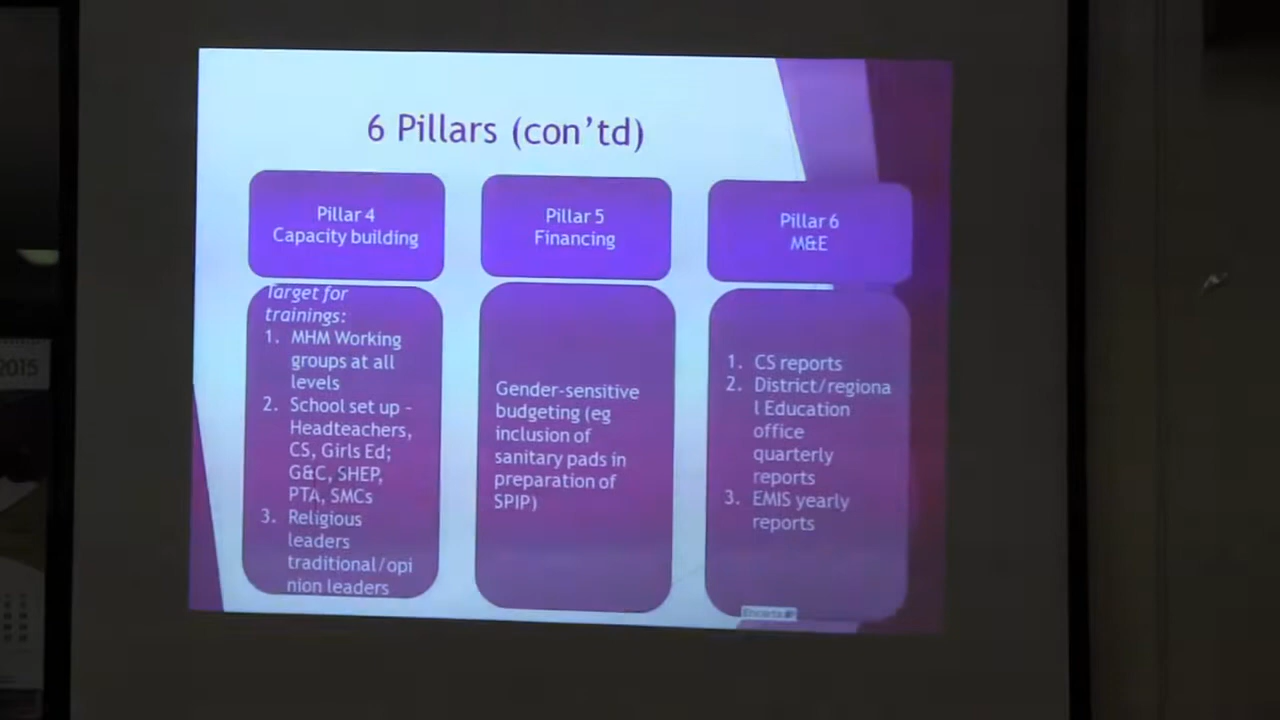 6 Pillars (con'td)
Pillar 4
Capacity building
Target for
trainings:
1. MHM Working
groups at all
levels
2. School set up -
Headteachers,
CS, Girls Ed;
G&C, SHEP,
PTA, SMCs
3. Religious
leaders
traditional/opi
nion leaders
Pillar 5
Financing
Gender-sensitive
budgeting (eg
inclusion of
sanitary pads in
preparation of
SPIP)
Pillar 6
M&E
1. CS reports
2. District/regiona
l Education
office
quarterly
reports
3. EMIS yearly
reports
2015